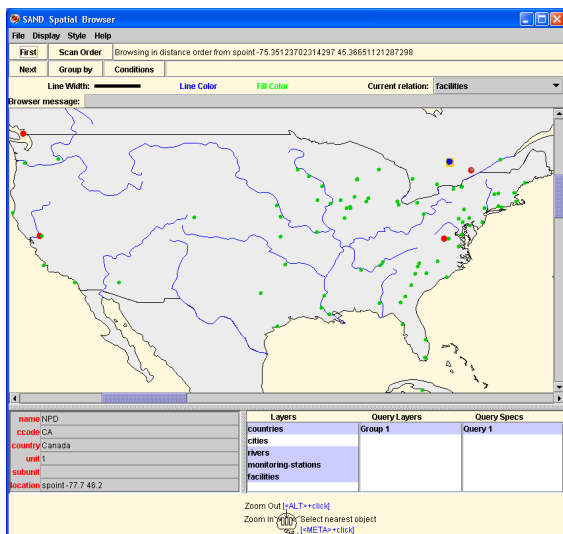 SAND Spatial Browser
File Display Style Help
First Scan Order Browsing in distance order from spoint -75.35123702314297 45.36651121287298
Next Group by Conditions
Line Width: Line Color Fill Color Current relation: facilities
Browser message:
name NPD
ccode CA
country Canada
unit 1
subunit
location spoint -77.7 46.2
Layers Query Layers Query Specs
countries Group 1 Query 1
cities
rivers
monitoring-stations
facilities
Zoom Out [<ALT>+click]
Zoom In Select nearest object
[<META>+click]